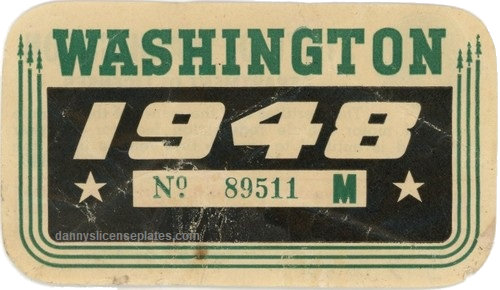 WASHINGTON
1948
Nº 89511 M
dannyslicenseplates.com